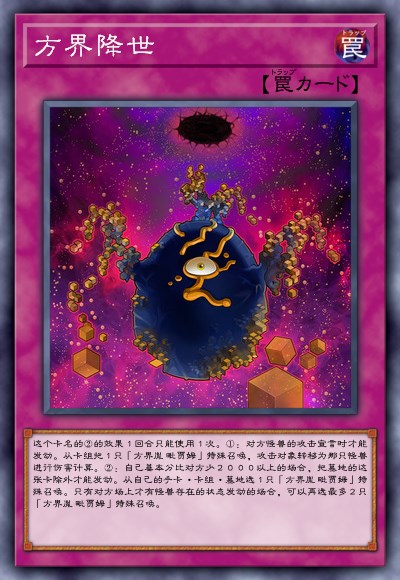 方界降世
トラップ
罠
トラップ
【罠カード】
这个卡名的②的效果1回合只能使用1次。①:对方怪兽的攻击宣言时才能
发动。从卡组把1只「方界胤 毗贾姆」特殊召唤,攻击对象转移为那只怪兽
进行伤害计算。②:自己基本分比对方少2000以上的场合,把墓地的这
张卡除外才能发动。从自己的手卡·卡组·墓地选1只「方界胤 毗贾姆」特
殊召唤。只有对方场上才有怪兽存在的状态发动的场合,可以再选最多2只
「方界胤 毗贾姆」特殊召唤。